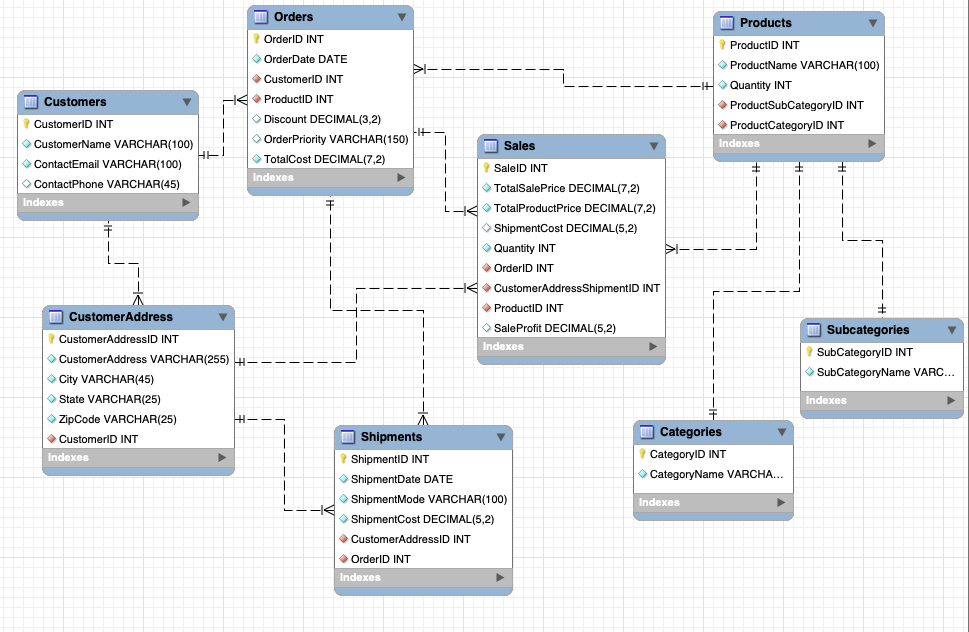 Orders
OrderID INT
OrderDate DATE
CustomerID INT
ProductID INT
Discount DECIMAL(3,2)
OrderPriority VARCHAR(150)
TotalCost DECIMAL(7,2)
Indexes
Products
ProductID INT
ProductName VARCHAR(100)
Quantity INT
ProductSubCategoryID INT
ProductCategoryID INT
Indexes
Customers
CustomerID INT
CustomerName VARCHAR(100)
ContactEmail VARCHAR(100)
ContactPhone VARCHAR(45)
Indexes
Sales
SaleID INT
TotalSalePrice DECIMAL(7,2)
TotalProductPrice DECIMAL(7,2)
ShipmentCost DECIMAL(5,2)
Quantity INT
OrderID INT
CustomerAddressShipmentID INT
ProductID INT
SaleProfit DECIMAL(5,2)
Indexes
CustomerAddress
CustomerAddressID INT
CustomerAddress VARCHAR(255)
City VARCHAR(45)
State VARCHAR(25)
ZipCode VARCHAR(25)
CustomerID INT
Indexes
Subcategories
SubCategoryID INT
SubCategoryName VARC...
Indexes
Shipments
ShipmentID INT
ShipmentDate DATE
ShipmentMode VARCHAR(100)
ShipmentCost DECIMAL(5,2)
CustomerAddressID INT
OrderID INT
Indexes
Categories
CategoryID INT
CategoryName VARCHA...
Indexes